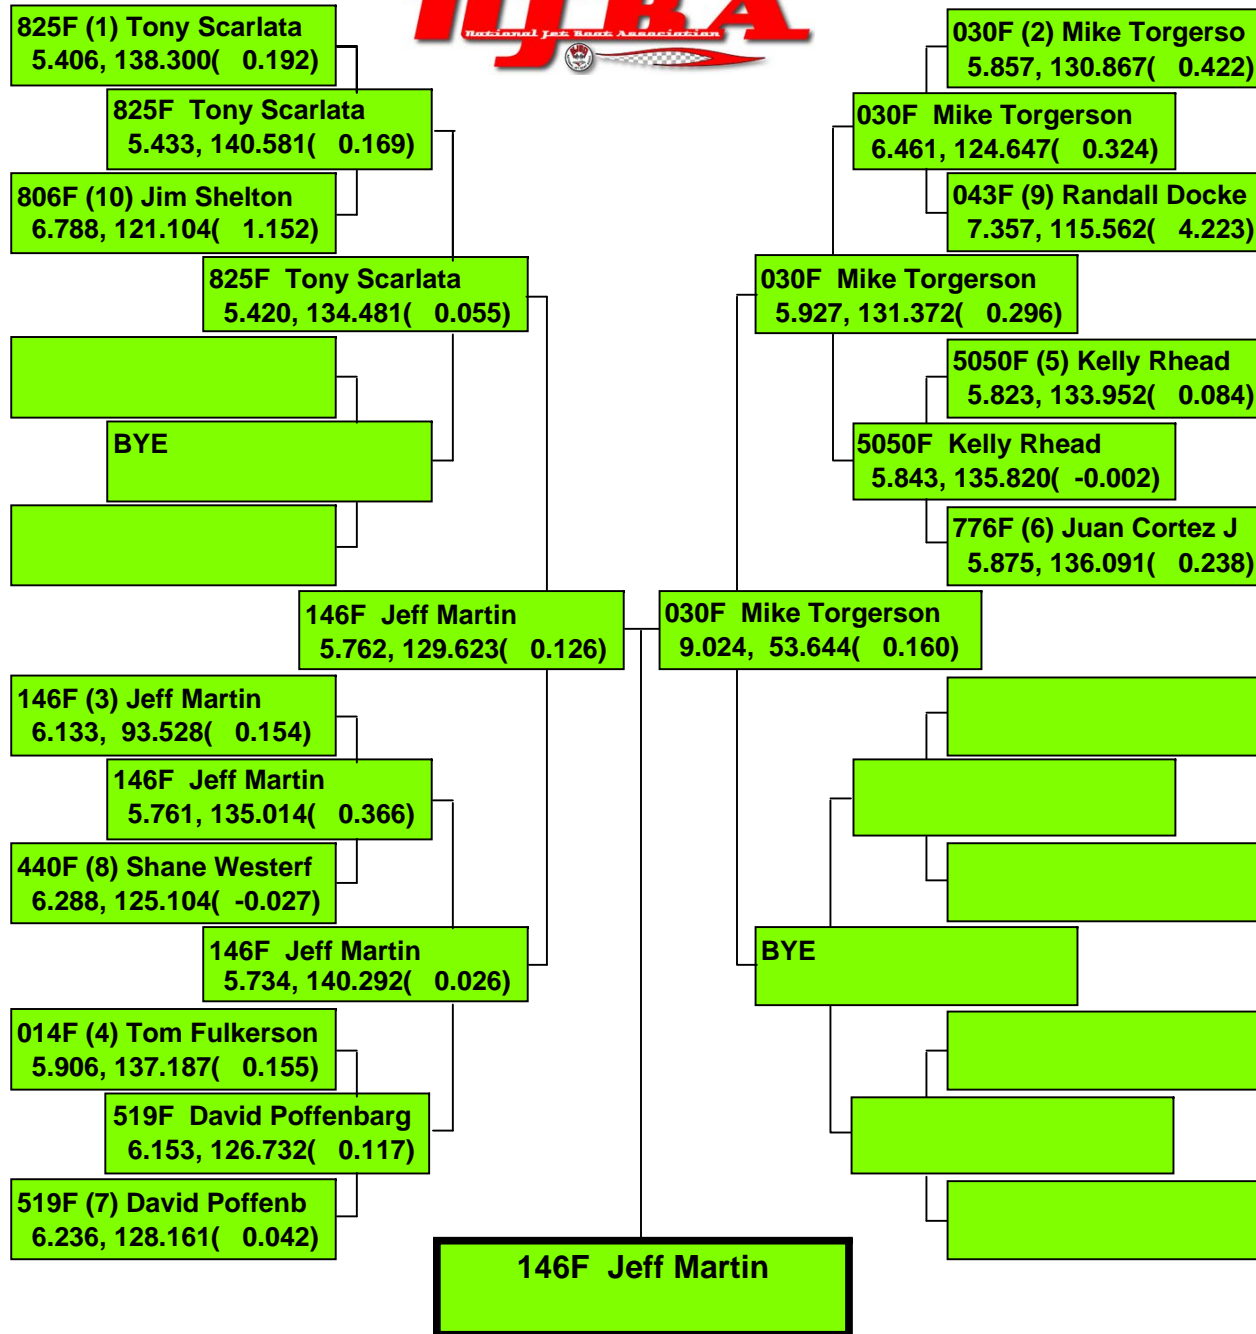 NJBA
National Jet Boat Association
825F (1) Tony Scarlata
5.406, 138.300( 0.192)
825F Tony Scarlata
5.433, 140.581( 0.169)
806F (10) Jim Shelton
6.788, 121.104( 1.152)
825F Tony Scarlata
5.420, 134.481( 0.055)
BYE
146F Jeff Martin
5.762, 129.623( 0.126)
146F (3) Jeff Martin
6.133, 93.528( 0.154)
146F Jeff Martin
5.761, 135.014( 0.366)
440F (8) Shane Westerf
6.288, 125.104( -0.027)
146F Jeff Martin
5.734, 140.292( 0.026)
014F (4) Tom Fulkerson
5.906, 137.187( 0.155)
519F David Poffenbarg
6.153, 126.732( 0.117)
519F (7) David Poffenb
6.236, 128.161( 0.042)
030F (2) Mike Torgerso
5.857, 130.867( 0.422)
030F Mike Torgerson
6.461, 124.647( 0.324)
043F (9) Randall Docke
7.357, 115.562( 4.223)
030F Mike Torgerson
5.927, 131.372( 0.296)
5050F (5) Kelly Rhead
5.823, 133.952( 0.084)
5050F Kelly Rhead
5.843, 135.820( -0.002)
776F (6) Juan Cortez J
5.875, 136.091( 0.238)
030F Mike Torgerson
9.024, 53.644( 0.160)
BYE
146F Jeff Martin